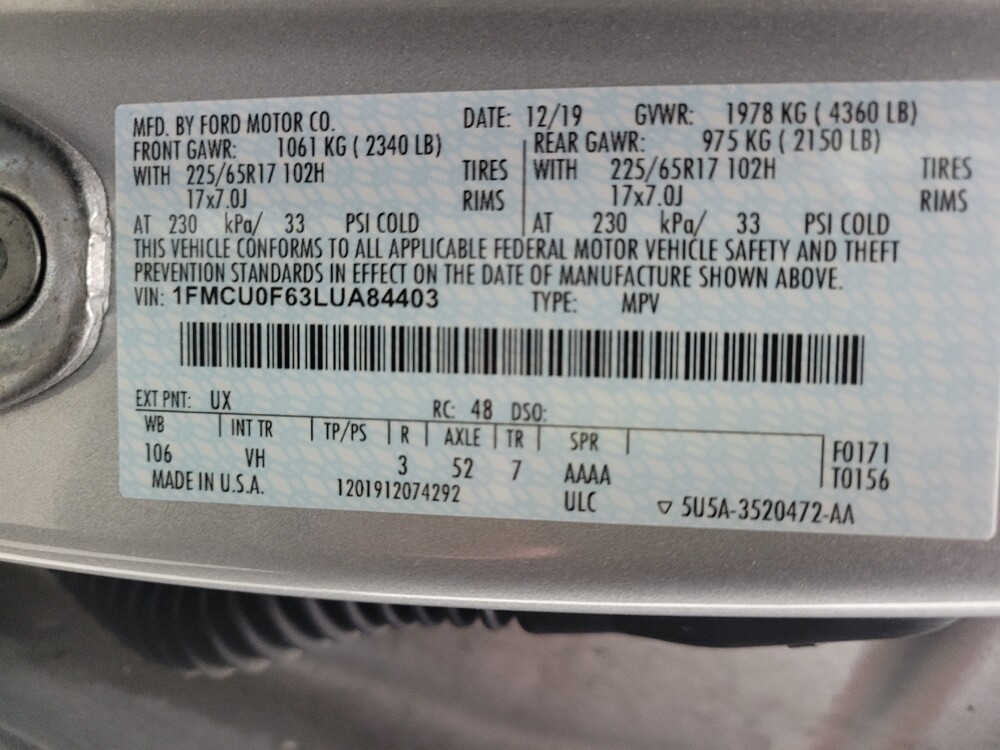 MFD. BY FORD MOTOR CO. DATE: 12/19 GVWR: 1978 KG ( 4360 LB)
FRONT GAWR: 1061 KG ( 2340 LB) REAR GAWR: 975 KG ( 2150 LB)
WITH 225/65R17 102H TIRES WITH 225/65R17 102H TIRES
17x7.0J RIMS 17x7.0J RIMS
AT 230 kPa/ 33 PSI COLD AT 230 kPa/ 33 PSI COLD
THIS VEHICLE CONFORMS TO ALL APPLICABLE FEDERAL MOTOR VEHICLE SAFETY AND THEFT
PREVENTION STANDARDS IN EFFECT ON THE DATE OF MANUFACTURE SHOWN ABOVE.
VIN: 1FMCU0F63LUA84403 TYPE: MPV
EXT PNT: UX RC: 48 DSO:
WB INT TR TP/PS R AXLE TR SPR F0171
106 VH 3 52 7 AAAA T0156
MADE IN U.S.A. 1201912074292 ULC ▽ 5U5A-3520472-AA